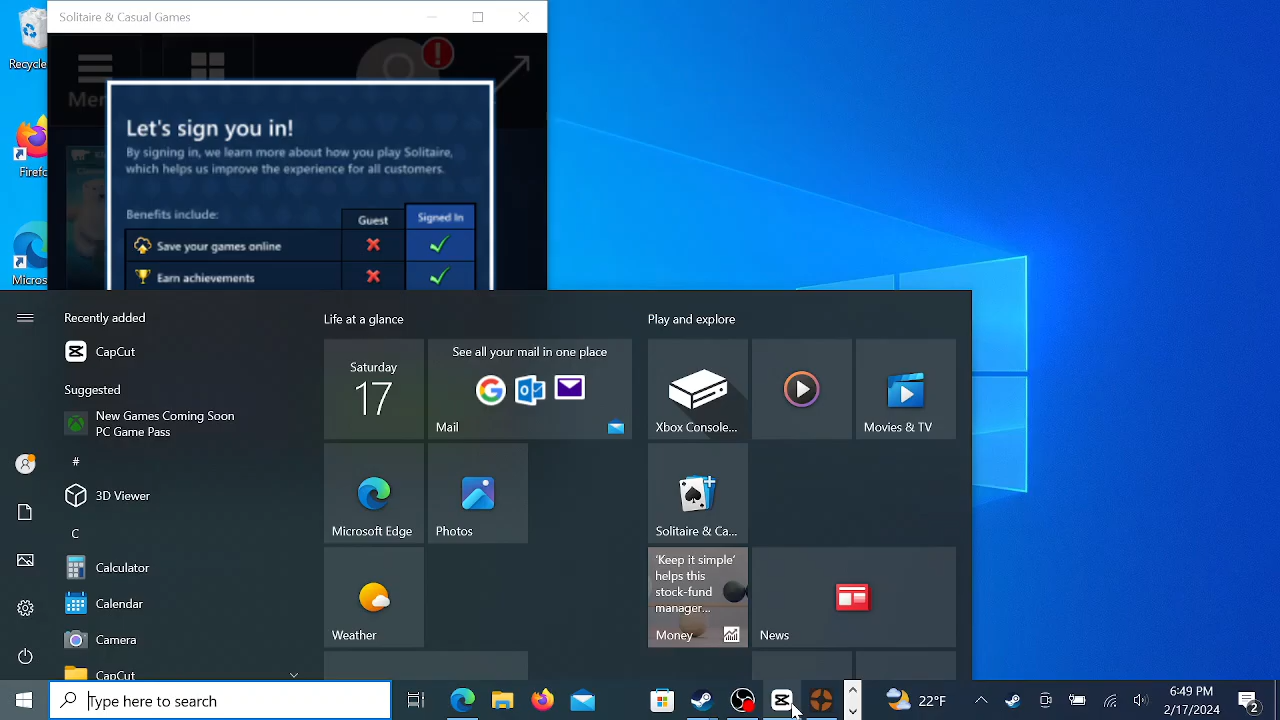 Solitaire & Casual Games
Recycle
Men
Let's sign you in!
By signing in, we learn more about how you play Solitaire,
which helps us improve the experience for all customers.
Firefo
Benefits include:
Guest
Signed In
Save your games online
Micros
Earn achievements
Recently added
CapCut
Suggested
New Games Coming Soon
PC Game Pass
#
3D Viewer
C
Calculator
Calendar
Camera
CapCut
Life at a glance
Saturday
17
See all your mail in one place
Mail
Microsoft Edge
Photos
Weather
Play and explore
Xbox Console...
Movies & TV
Solitaire & Ca...
'Keep it simple'
helps this
stock-fund
manager...
Money
News
Type here to search
22°F
6:49 PM
2/17/2024
2